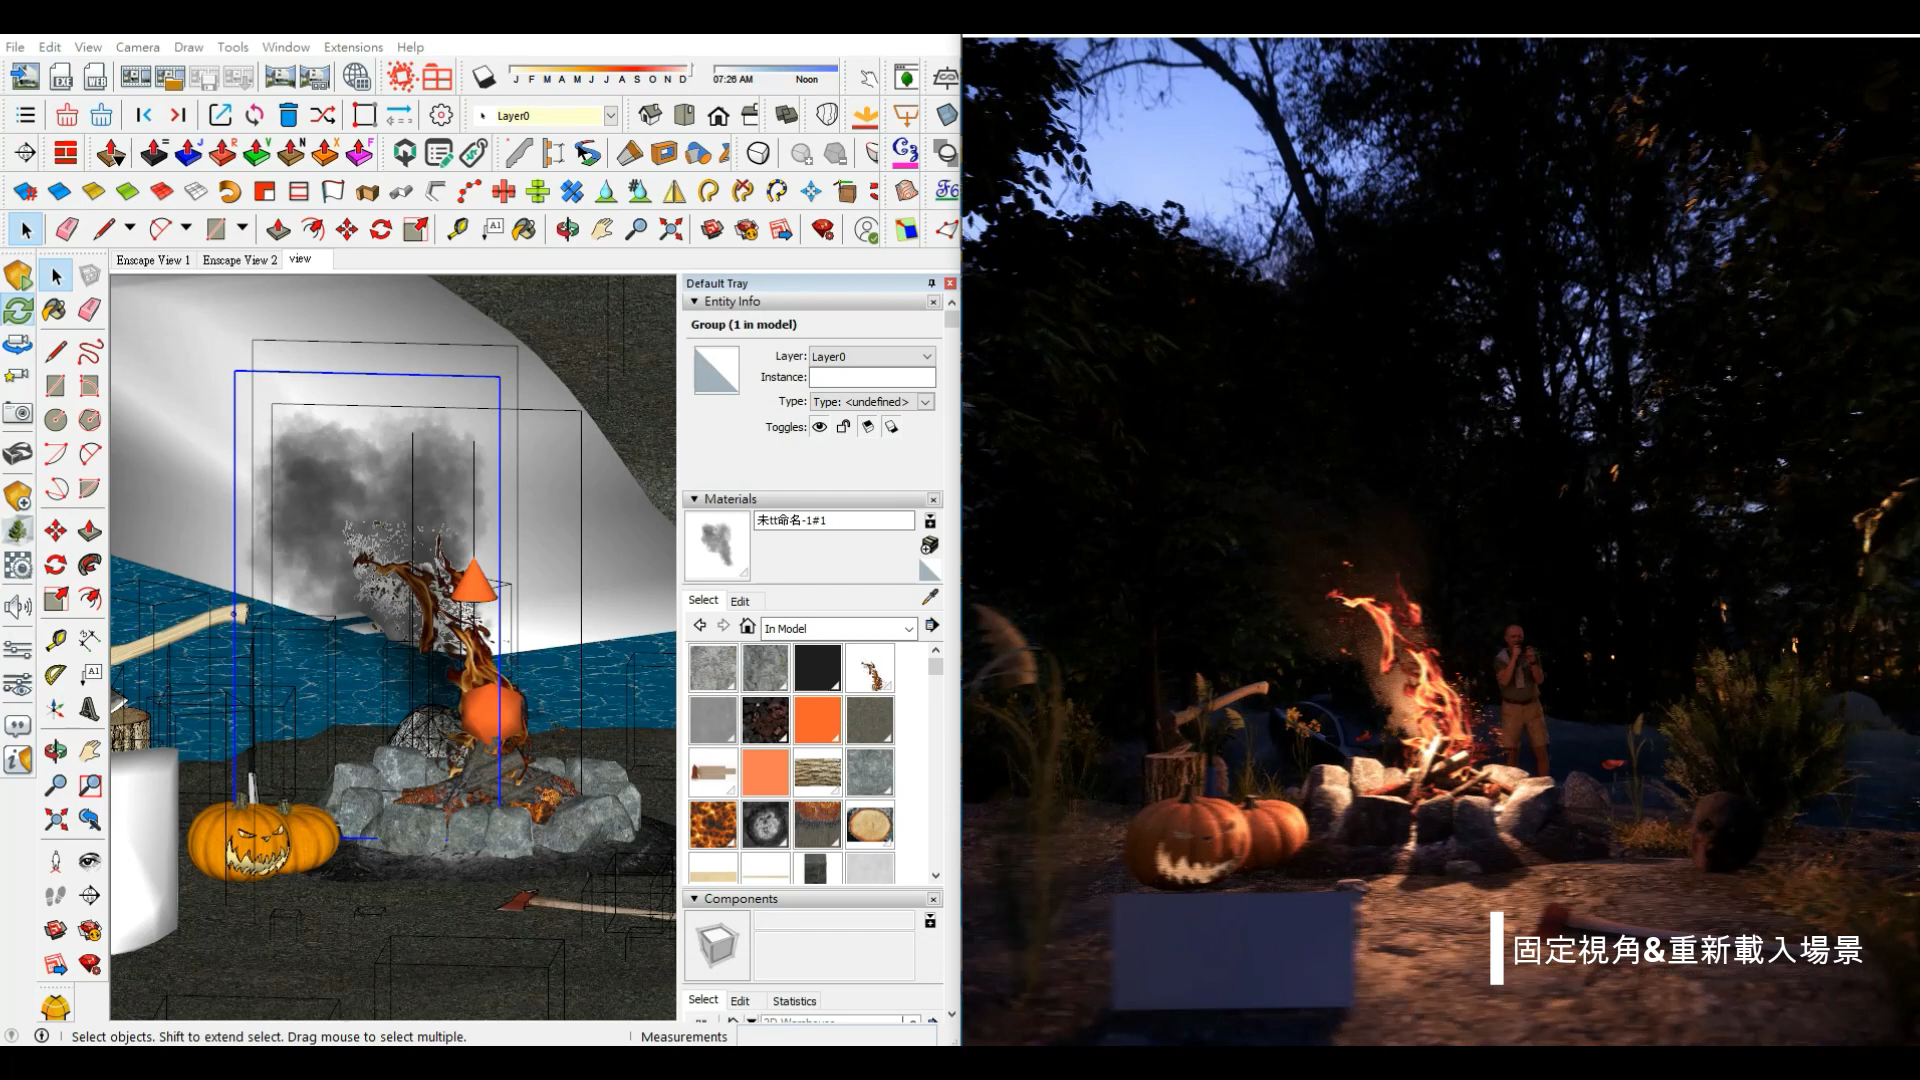 File Edit View Camera Draw Tools Window Extensions Help
J F M A M J J A S O N D
07:26 AM Noon
Layer0
Enscape View 1 Enscape View 2 view
Default Tray
Entity Info
Group (1 in model)
Layer: Layer0
Instance:
Type: Type: <undefined>
Toggles:
Materials
未tt命名-1#1
Select Edit
In Model
Components
Select Edit Statistics
固定視角&重新載入場景
Select objects. Shift to extend select. Drag mouse to select multiple.
Measurements